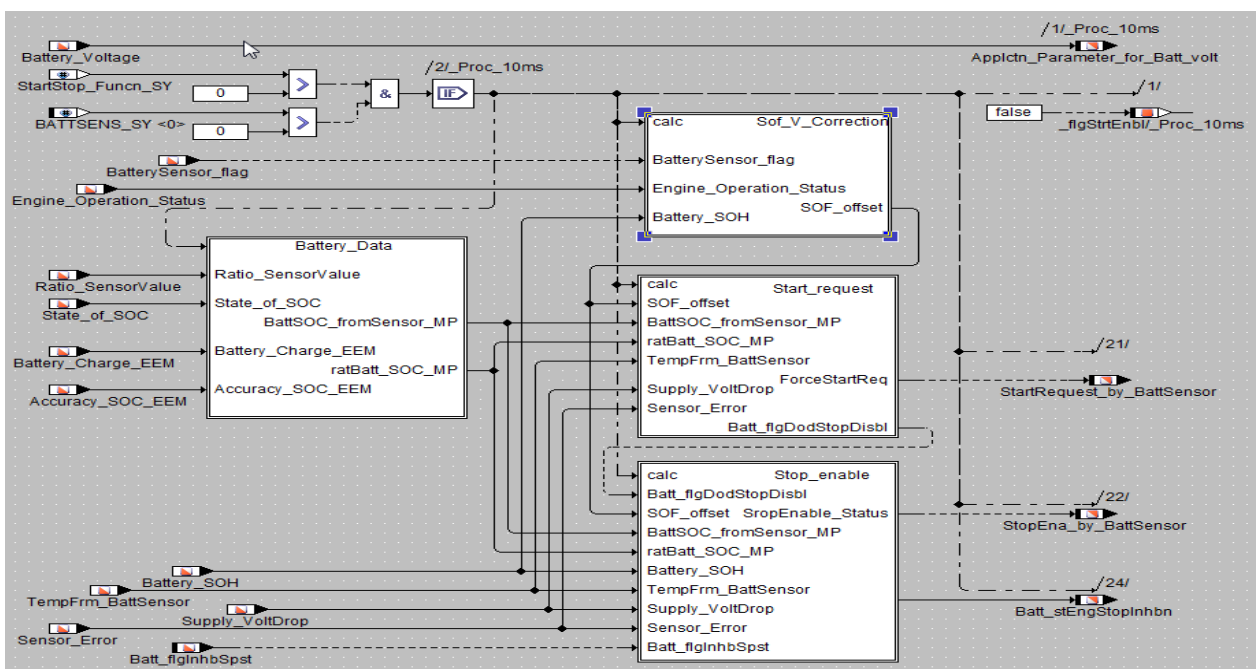 /1/_Proc_10ms
Battery_Voltage
Applctn_Parameter_for_Batt_volt
/2/_Proc_10ms
StartStop_Funcn_SY
0
>
&
IF
/1/
BATTSENS_SY <0>
0
>
false
_flgStrtEnbl/_Proc_10ms
calc
Sof_V_Correction
BatterySensor_flag
BatterySensor_flag
Engine_Operation_Status
Engine_Operation_Status
SOF_offset
Battery_SOH
Battery_Data
Ratio_SensorValue
Ratio_SensorValue
State_of_SOC
State_of_SOC
BattSOC_fromSensor_MP
Battery_Charge_EEM
Battery_Charge_EEM
ratBatt_SOC_MP
Accuracy_SOC_EEM
Accuracy_SOC_EEM
calc
Start_request
SOF_offset
BattSOC_fromSensor_MP
ratBatt_SOC_MP
TempFrm_BattSensor
ForceStartReq
Supply_VoltDrop
Sensor_Error
Batt_flgDodStopDisbl
/21/
StartRequest_by_BattSensor
calc
Stop_enable
Batt_flgDodStopDisbl
SOF_offset
SropEnable_Status
BattSOC_fromSensor_MP
ratBatt_SOC_MP
Battery_SOH
TempFrm_BattSensor
Supply_VoltDrop
Sensor_Error
Batt_flgInhbSpst
/22/
StopEna_by_BattSensor
/24/
Batt_stEngStopInhbn
Battery_SOH
TempFrm_BattSensor
Supply_VoltDrop
Sensor_Error
Batt_flgInhbSpst